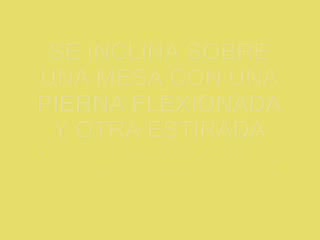 SE INCLINA SOBRE
UNA MESA CON UNA
PIERNA FLEXIONADA
Y OTRA ESTIRADA